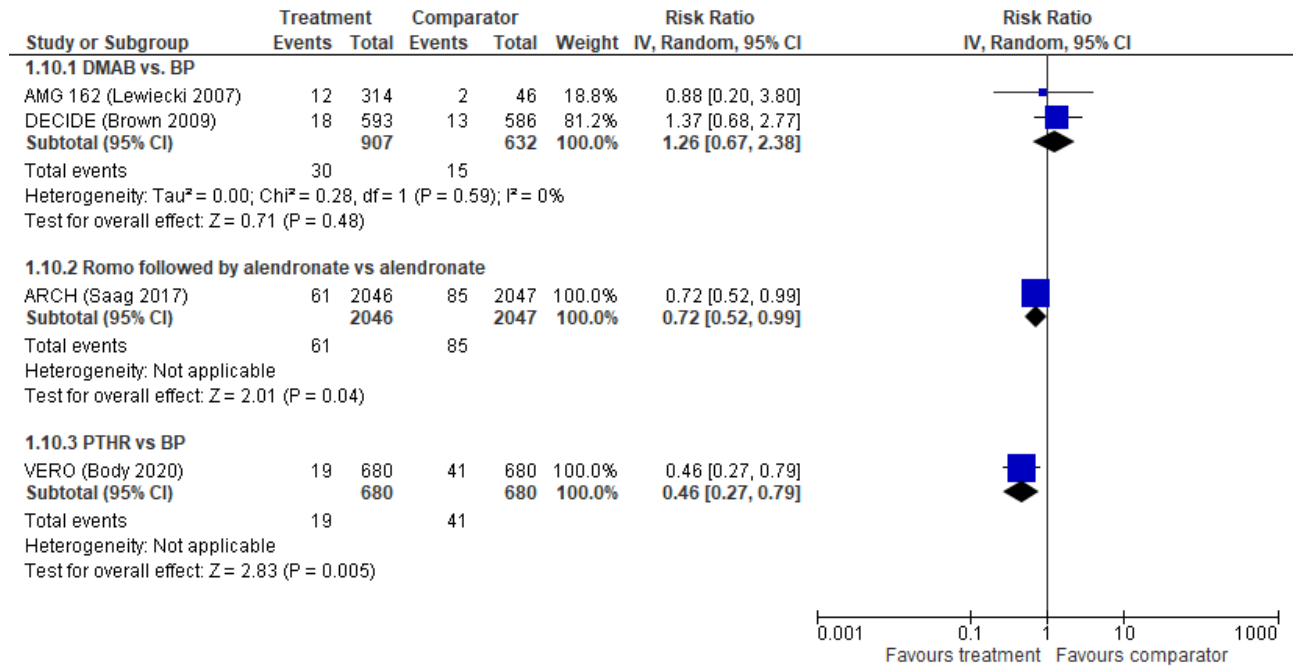 Treatment Comparator Risk Ratio Risk Ratio
Study or Subgroup Events Total Events Total Weight IV, Random, 95% CI IV, Random, 95% CI
1.10.1 DMAB vs. BP
AMG 162 (Lewiecki 2007) 12 314 2 46 18.8% 0.88 [0.20, 3.80]
DECIDE (Brown 2009) 18 593 13 586 81.2% 1.37 [0.68, 2.77]
Subtotal (95% CI) 907 632 100.0% 1.26 [0.67, 2.38]
Total events 30 15
Heterogeneity: Tau² = 0.00; Chi² = 0.28, df = 1 (P = 0.59); I² = 0%
Test for overall effect: Z = 0.71 (P = 0.48)
1.10.2 Romo followed by alendronate vs alendronate
ARCH (Saag 2017) 61 2046 85 2047 100.0% 0.72 [0.52, 0.99]
Subtotal (95% CI) 2046 2047 100.0% 0.72 [0.52, 0.99]
Total events 61 85
Heterogeneity: Not applicable
Test for overall effect: Z = 2.01 (P = 0.04)
1.10.3 PTHR vs BP
VERO (Body 2020) 19 680 41 680 100.0% 0.46 [0.27, 0.79]
Subtotal (95% CI) 680 680 100.0% 0.46 [0.27, 0.79]
Total events 19 41
Heterogeneity: Not applicable
Test for overall effect: Z = 2.83 (P = 0.005)
0.001 0.1 1 10 1000
Favours treatment Favours comparator